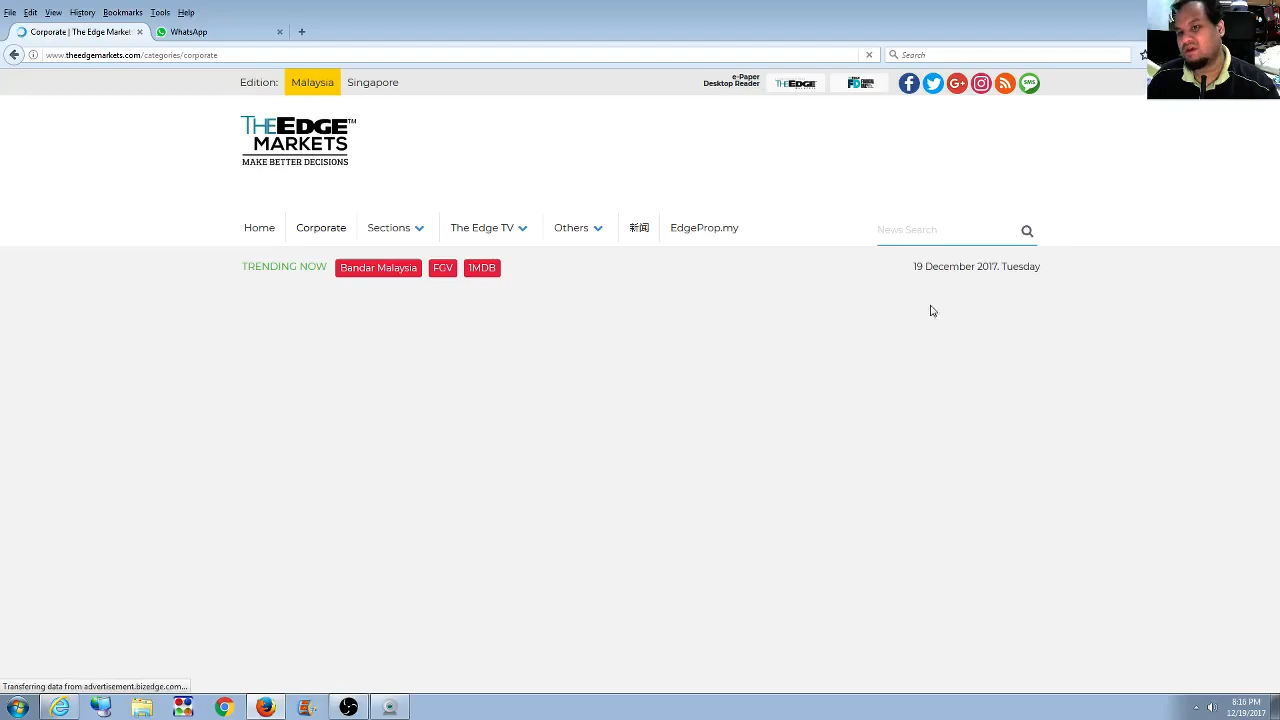 File Edit View History Bookmarks Tools Help
Corporate | The Edge Market
WhatsApp
www.theedgemarkets.com/categories/corporate
Search
Edition: Malaysia Singapore
e-Paper
Desktop Reader
THEEDGE
SMS
THEEDGE™
MARKETS
MAKE BETTER DECISIONS
Home Corporate Sections The Edge TV Others 新闻 EdgeProp.my
News Search
TRENDING NOW Bandar Malaysia FGV 1MDB
19 December 2017. Tuesday
Transferring data from advertisement.bizedge.com...
8:16 PM
12/19/2017